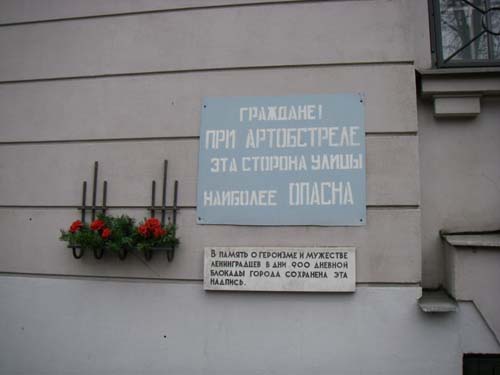 ГРАЖДАНЕ!
ПРИ АРТОБСТРЕЛЕ
ЭТА СТОРОНА УЛИЦЫ
НАИБОЛЕЕ ОПАСНА
В ПАМЯТЬ О ГЕРОИЗМЕ И МУЖЕСТВЕ
ЛЕНИНГРАДЦЕВ В ДНИ 900 ДНЕВНОЙ
БЛОКАДЫ ГОРОДА СОХРАНЕНА ЭТА
НАДПИСЬ.